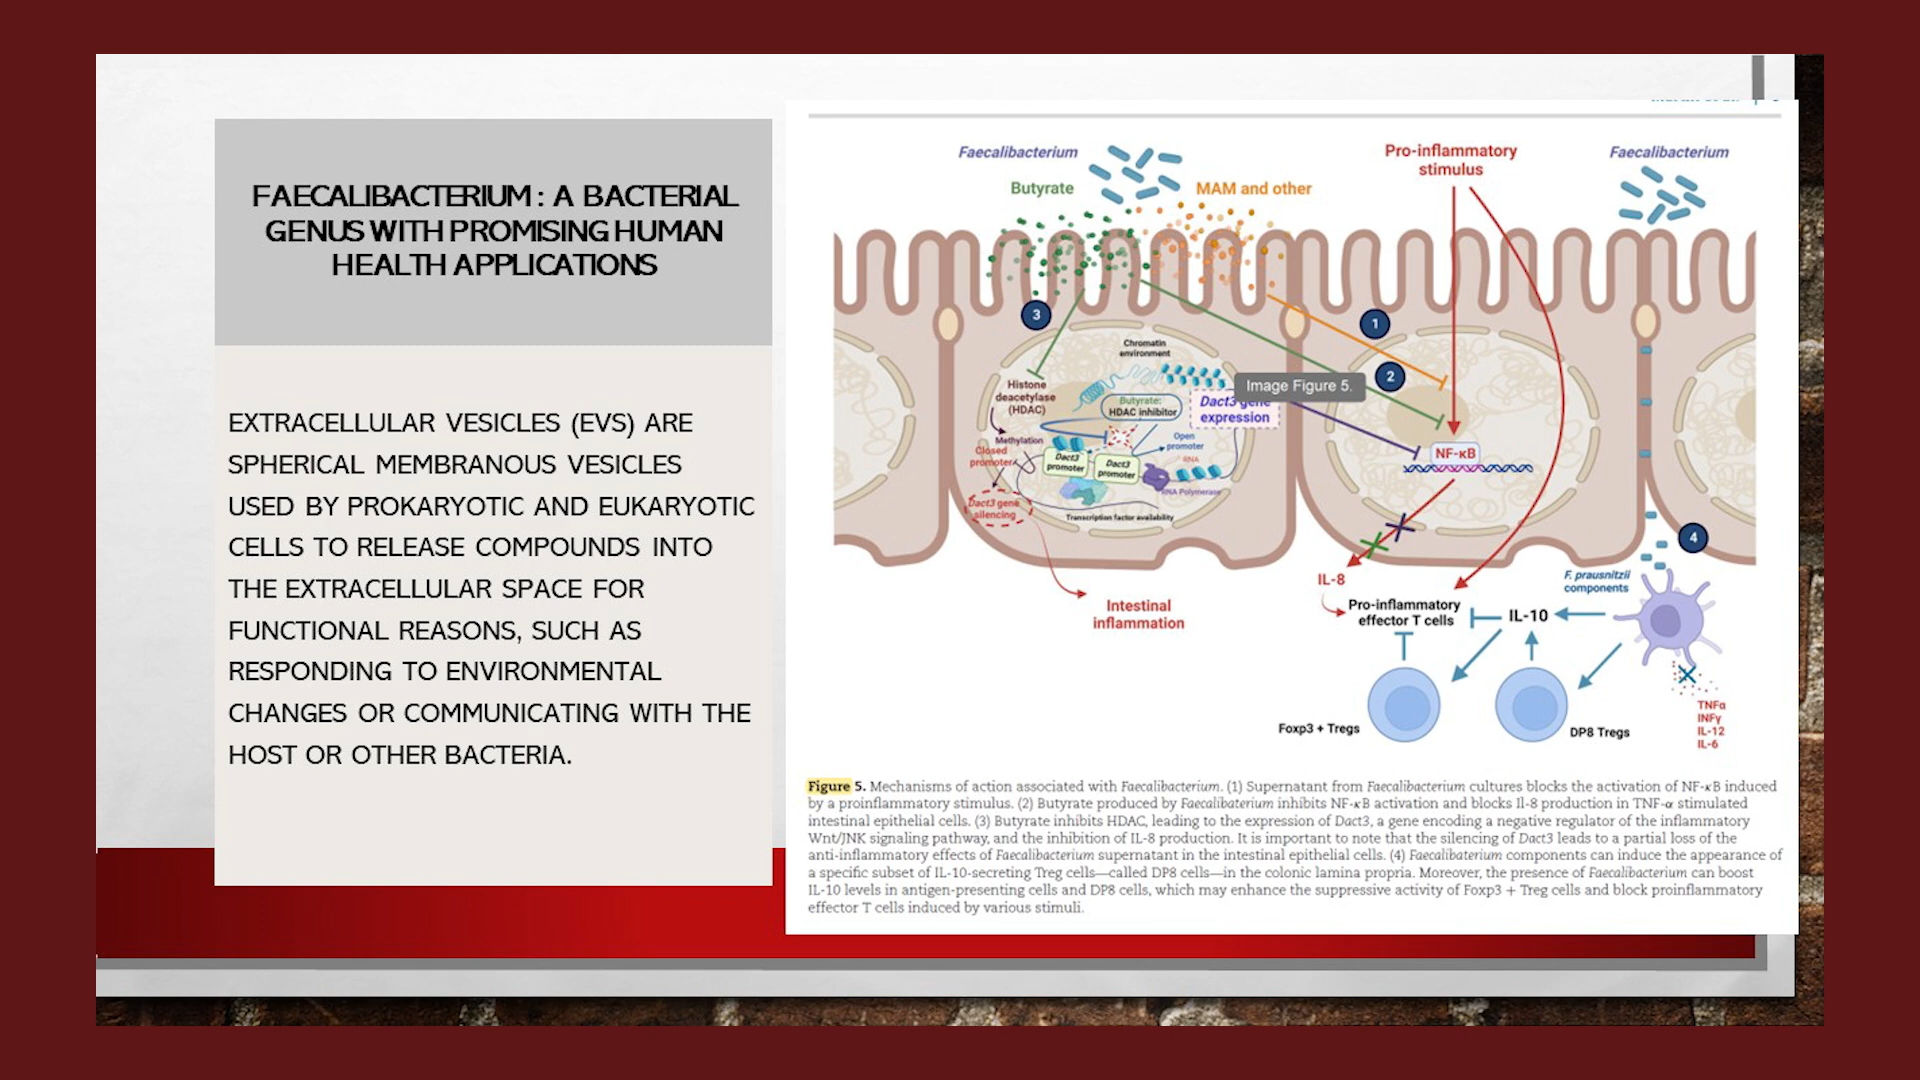 FAECALIBACTERIUM : A BACTERIAL
GENUS WITH PROMISING HUMAN
HEALTH APPLICATIONS
EXTRACELLULAR VESICLES (EVS) ARE
SPHERICAL MEMBRANOUS VESICLES
USED BY PROKARYOTIC AND EUKARYOTIC
CELLS TO RELEASE COMPOUNDS INTO
THE EXTRACELLULAR SPACE FOR
FUNCTIONAL REASONS, SUCH AS
RESPONDING TO ENVIRONMENTAL
CHANGES OR COMMUNICATING WITH THE
HOST OR OTHER BACTERIA.
Faecalibacterium
Butyrate
MAM and other
Pro-inflammatory
stimulus
Faecalibacterium
3
1
2
4
Chromatin
environment
Histone
deacetylase
(HDAC)
Butyrate:
HDAC inhibitor
Image Figure 5.
Dact3 gene
expression
Methylation
Closed
promoter
Open
promoter
RNA
Dact3
promoter
Dact3
promoter
RNA Polymerase
Dact3 gene
silencing
Transcription factor availability
NF-κB
Intestinal
inflammation
IL-8
Pro-inflammatory
effector T cells
IL-10
F. prausnitzii
components
Foxp3 + Tregs
DP8 Tregs
TNFα
INFγ
IL-12
IL-6
Figure 5. Mechanisms of action associated with Faecalibacterium. (1) Supernatant from Faecalibacterium cultures blocks the activation of NF-κB induced
by a proinflammatory stimulus. (2) Butyrate produced by Faecalibaterium inhibits NF-κB activation and blocks Il-8 production in TNF-α stimulated
intestinal epithelial cells. (3) Butyrate inhibits HDAC, leading to the expression of Dact3, a gene encoding a negative regulator of the inflammatory
Wnt/JNK signaling pathway, and the inhibition of IL-8 production. It is important to note that the silencing of Dact3 leads to a partial loss of the
anti-inflammatory effects of Faecalibacterium supernatant in the intestinal epithelial cells. (4) Faecalibaterium components can induce the appearance of
a specific subset of IL-10-secreting Treg cells—called DP8 cells—in the colonic lamina propria. Moreover, the presence of Faecalibacterium can boost
IL-10 levels in antigen-presenting cells and DP8 cells, which may enhance the suppressive activity of Foxp3 + Treg cells and block proinflammatory
effector T cells induced by various stimuli.